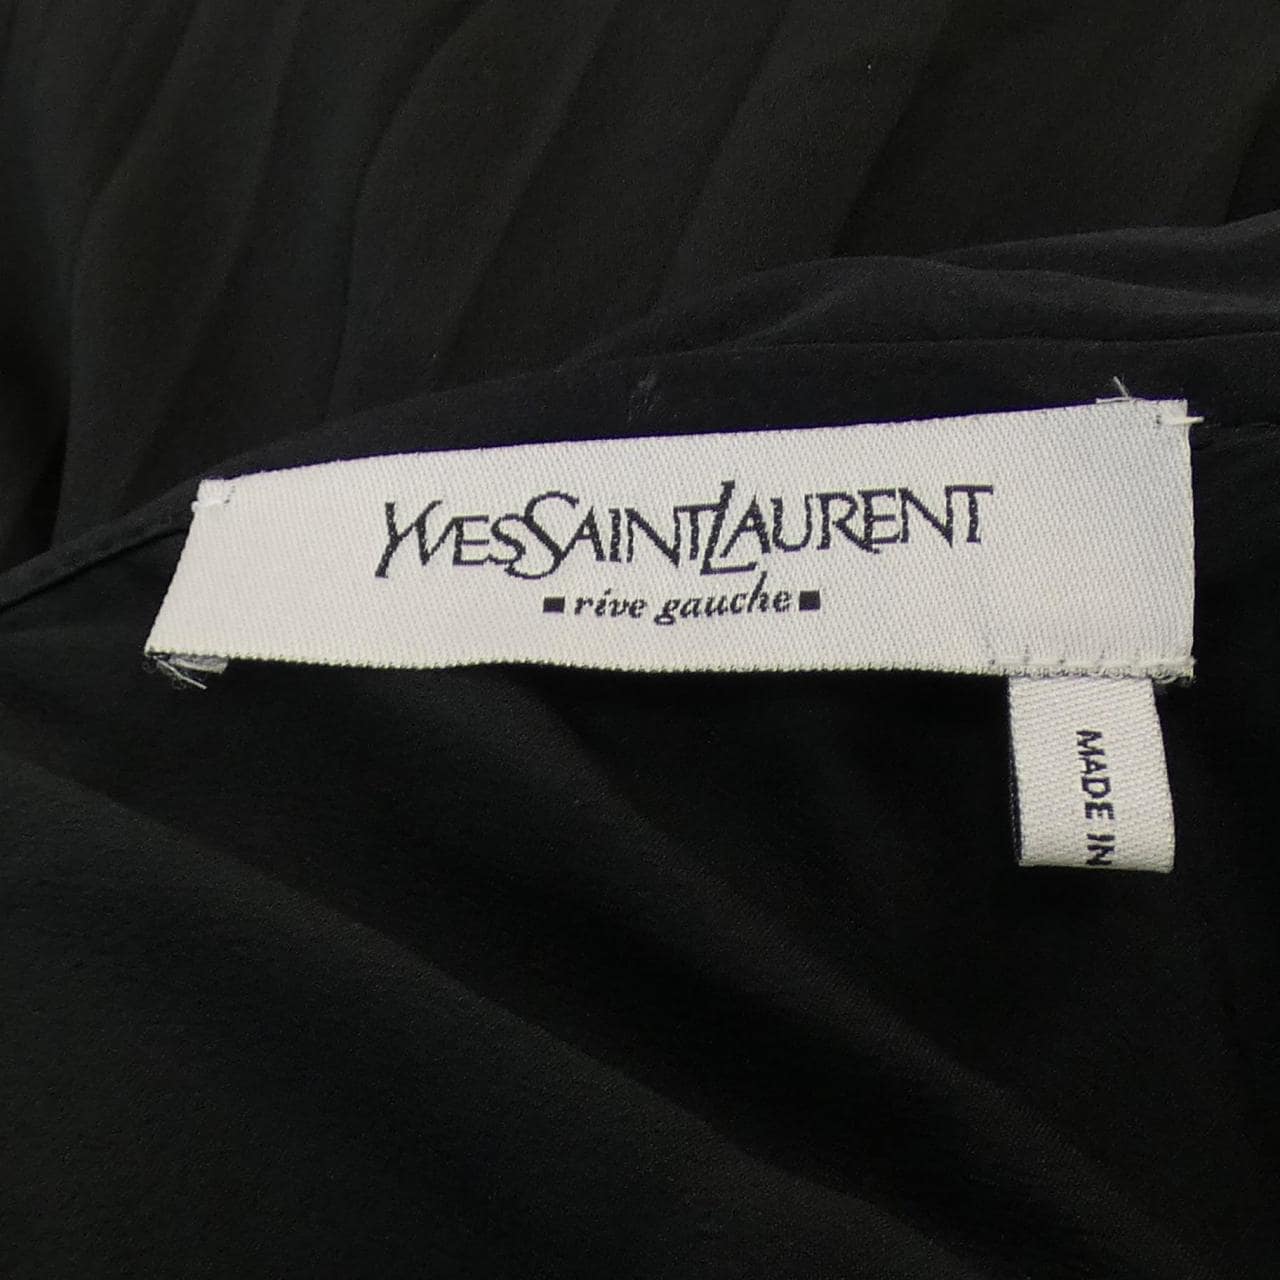 YVESSAINTLAURENT
rive gauche
MADE IN